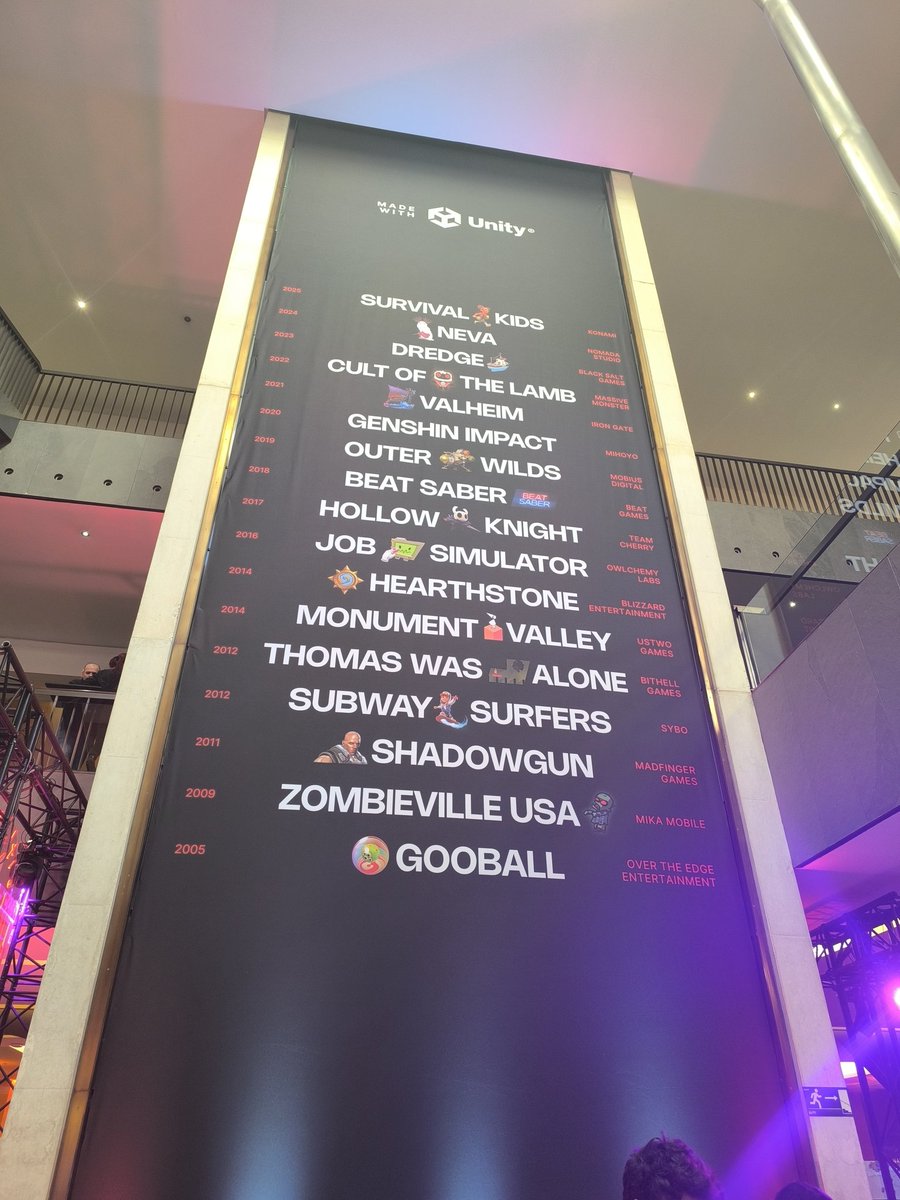 MADE
WITH
Unity®
2025 SURVIVAL KIDS KONAMI
2024 NEVA NOMADA STUDIO
2023 DREDGE BLACK SALT GAMES
2022 CULT OF THE LAMB MASSIVE MONSTER
2021 VALHEIM IRON GATE
2020 GENSHIN IMPACT MIHOYO
2019 OUTER WILDS MOBIUS DIGITAL
2018 BEAT SABER BEAT SABER BEAT GAMES
2017 HOLLOW KNIGHT TEAM CHERRY
2016 JOB SIMULATOR OWLCHEMY LABS
2014 HEARTHSTONE BLIZZARD ENTERTAINMENT
2014 MONUMENT VALLEY USTWO GAMES
2012 THOMAS WAS ALONE BITHELL GAMES
2012 SUBWAY SURFERS SYBO
2011 SHADOWGUN MADFINGER GAMES
2009 ZOMBIEVILLE USA MIKA MOBILE
2005 GOOBALL OVER THE EDGE ENTERTAINMENT